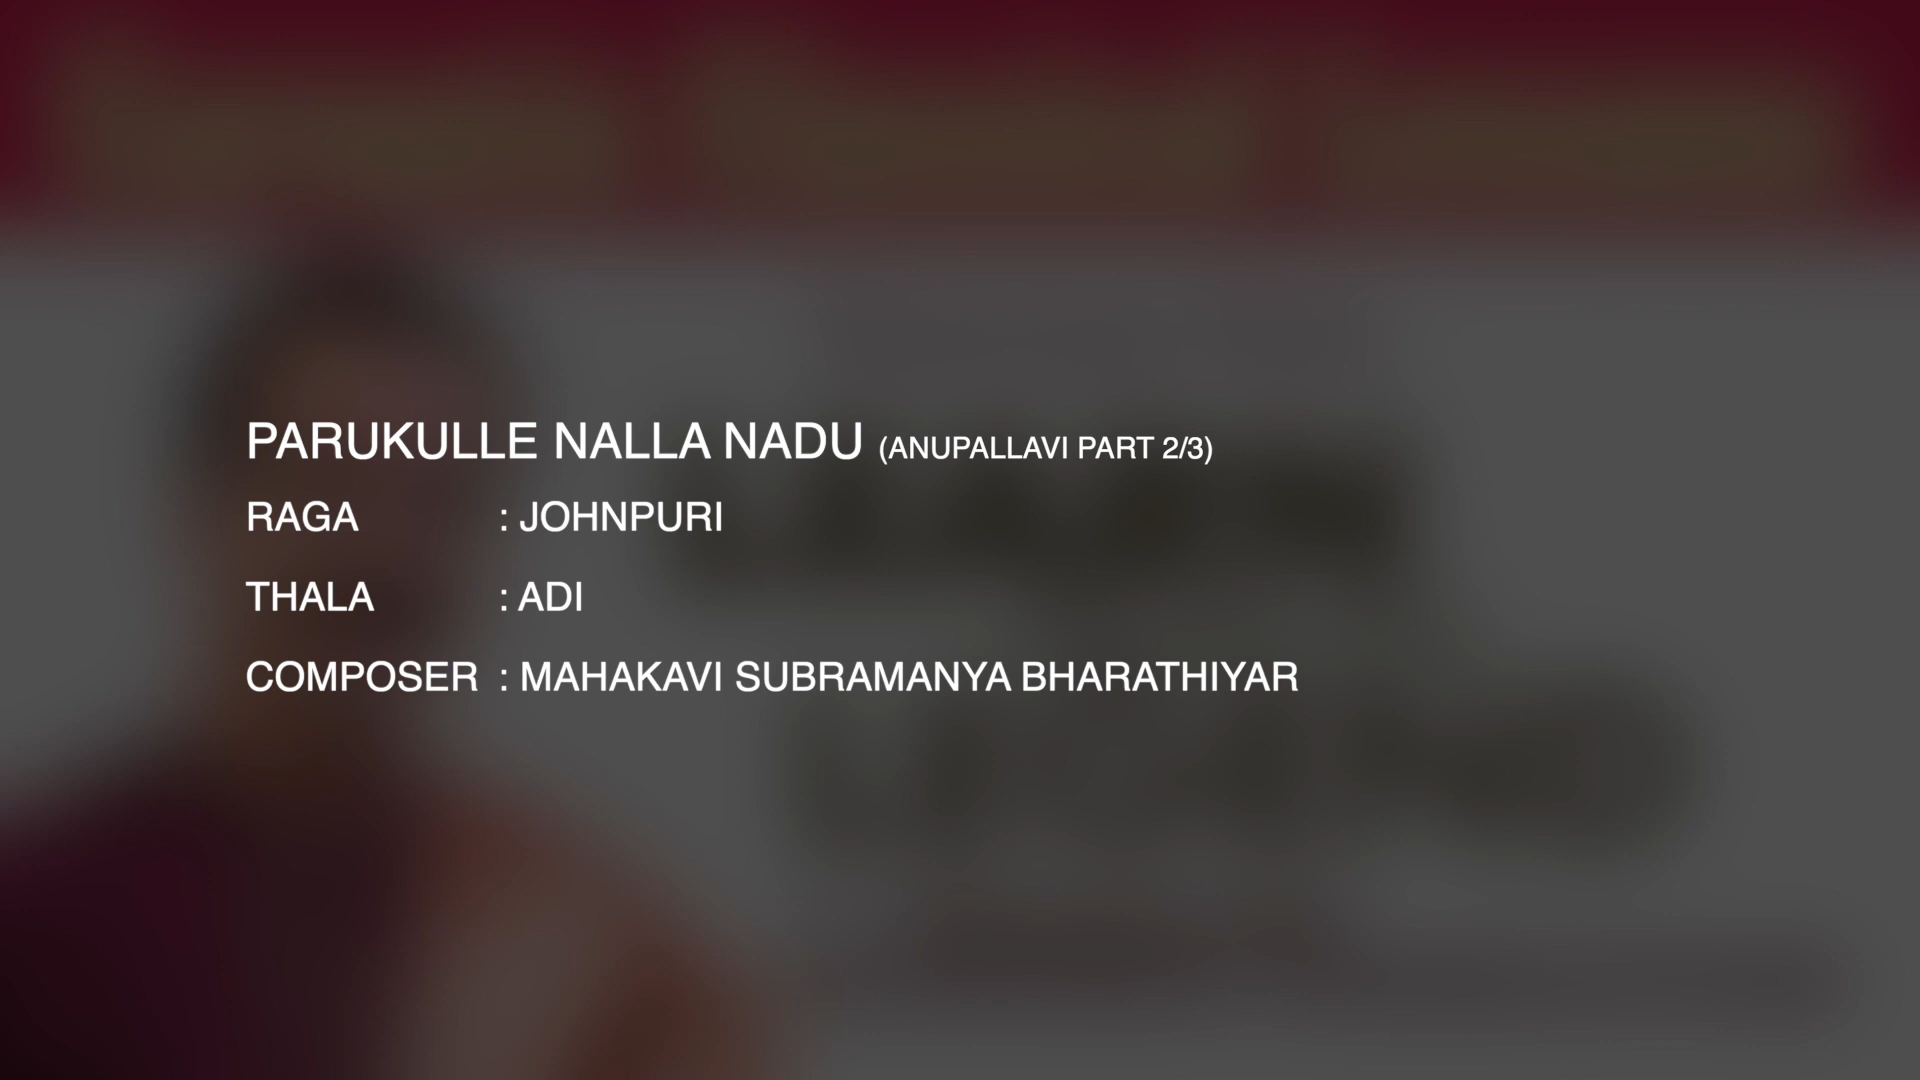 PARUKULLE NALLA NADU (ANUPALLAVI PART 2/3)
RAGA : JOHNPURI
THALA : ADI
COMPOSER : MAHAKAVI SUBRAMANYA BHARATHIYAR